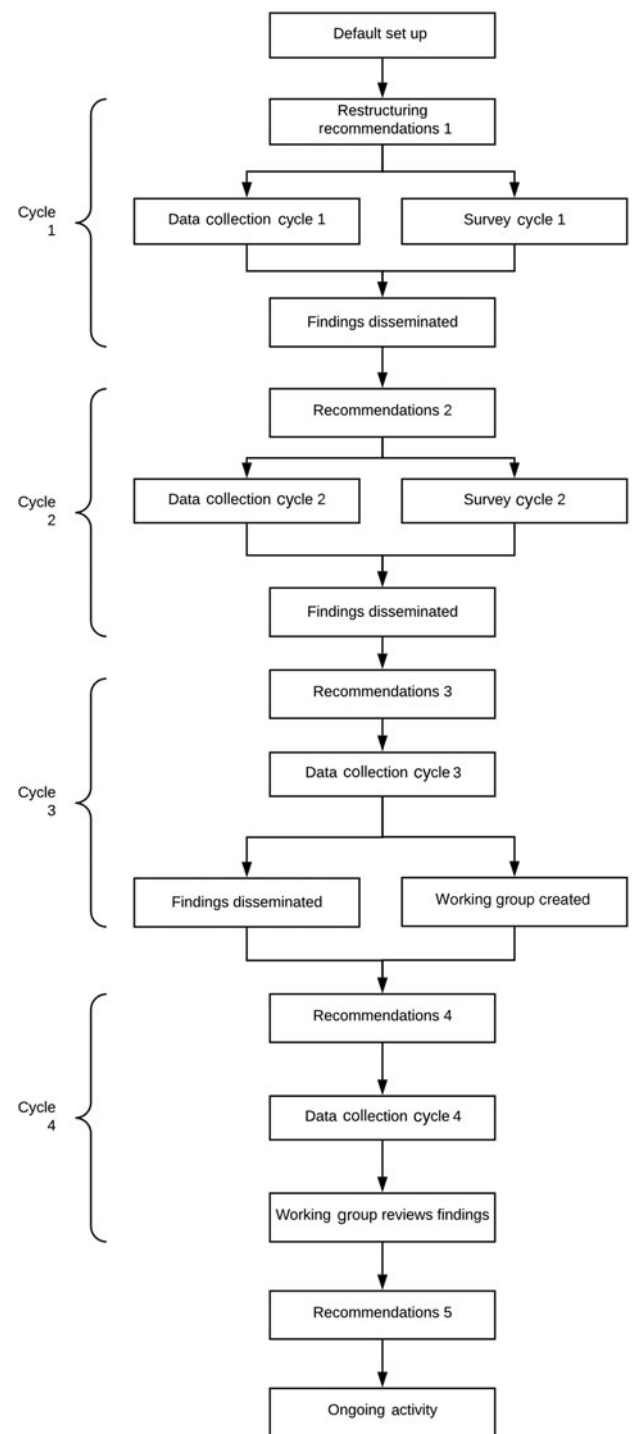 Default set up
Cycle
1
Restructuring
recommendations 1
Data collection cycle 1
Survey cycle 1
Findings disseminated
Cycle
2
Recommendations 2
Data collection cycle 2
Survey cycle 2
Findings disseminated
Cycle
3
Recommendations 3
Data collection cycle 3
Findings disseminated
Working group created
Cycle
4
Recommendations 4
Data collection cycle 4
Working group reviews findings
Recommendations 5
Ongoing activity